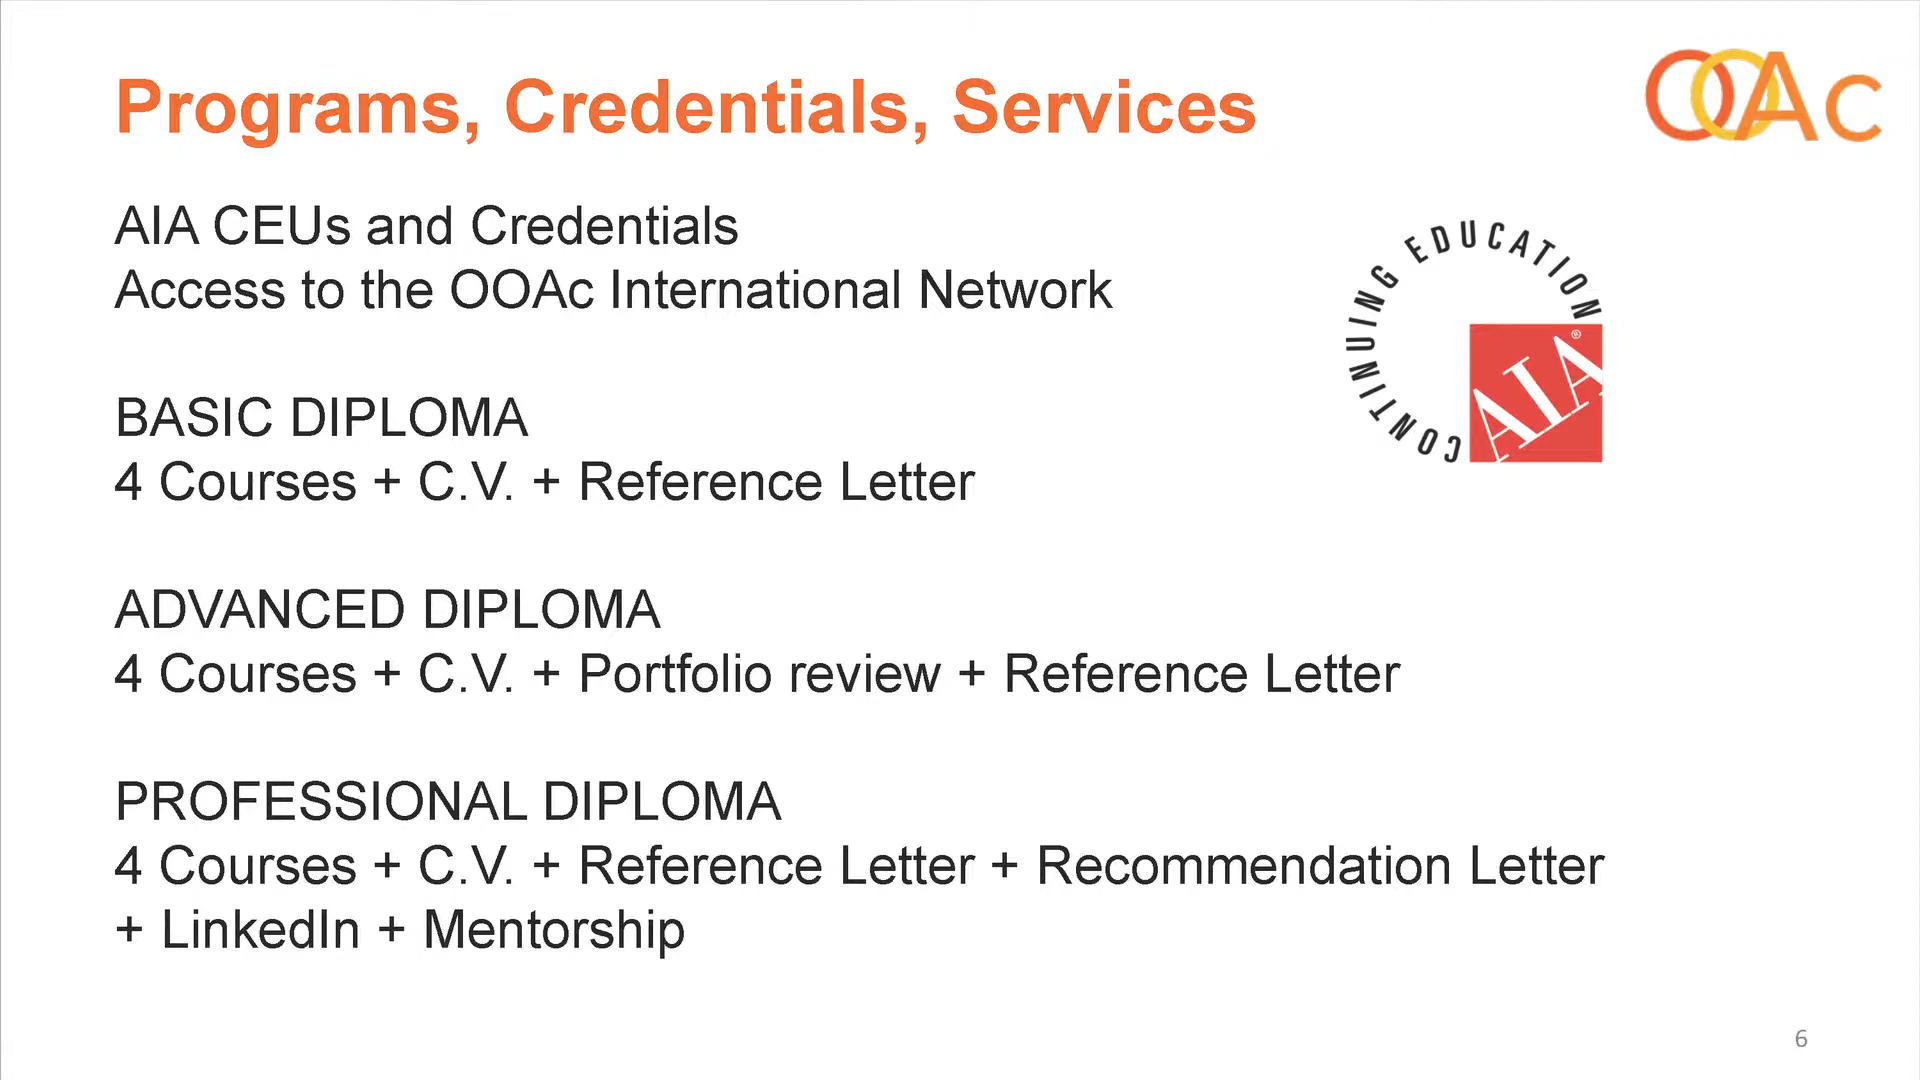 Programs, Credentials, Services
OOAc
AIA CEUs and Credentials
Access to the OOAc International Network
CONTINUING EDUCATION
AIA®
BASIC DIPLOMA
4 Courses + C.V. + Reference Letter
ADVANCED DIPLOMA
4 Courses + C.V. + Portfolio review + Reference Letter
PROFESSIONAL DIPLOMA
4 Courses + C.V. + Reference Letter + Recommendation Letter
+ LinkedIn + Mentorship
6